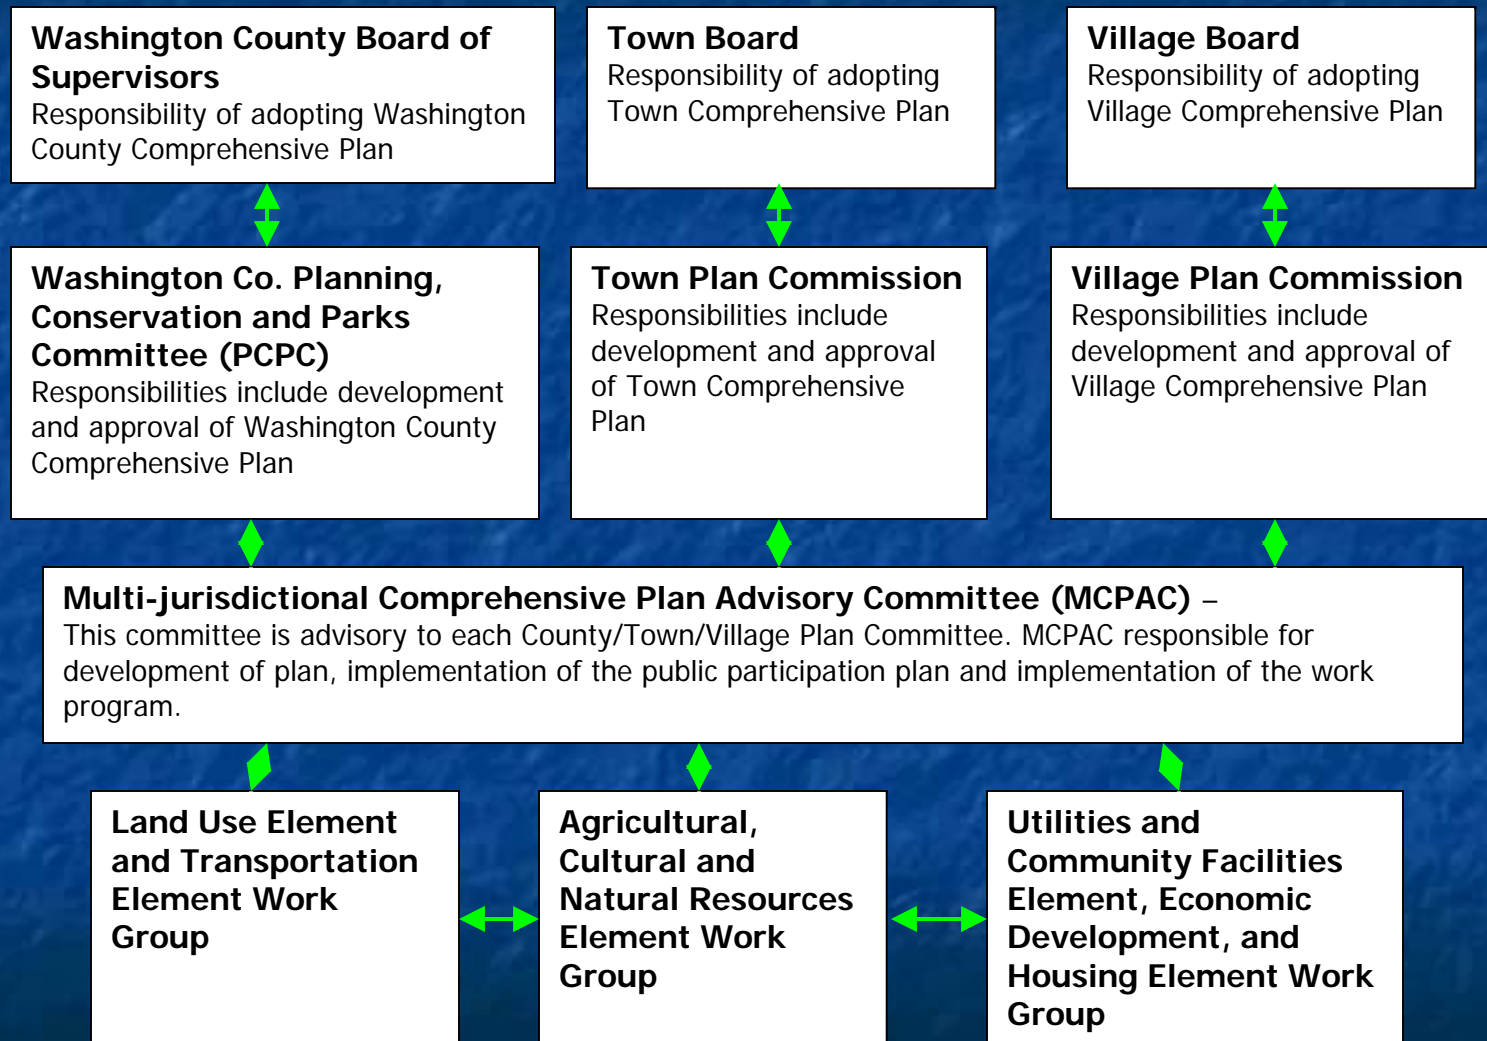 Washington County Board of
Supervisors
Responsibility of adopting Washington
County Comprehensive Plan
Town Board
Responsibility of adopting
Town Comprehensive Plan
Village Board
Responsibility of adopting
Village Comprehensive Plan
Washington Co. Planning,
Conservation and Parks
Committee (PCPC)
Responsibilities include development
and approval of Washington County
Comprehensive Plan
Town Plan Commission
Responsibilities include
development and approval
of Town Comprehensive
Plan
Village Plan Commission
Responsibilities include
development and approval of
Village Comprehensive Plan
Multi-jurisdictional Comprehensive Plan Advisory Committee (MCPAC) –
This committee is advisory to each County/Town/Village Plan Committee. MCPAC responsible for
development of plan, implementation of the public participation plan and implementation of the work
program.
Land Use Element
and Transportation
Element Work
Group
Agricultural,
Cultural and
Natural Resources
Element Work
Group
Utilities and
Community Facilities
Element, Economic
Development, and
Housing Element Work
Group